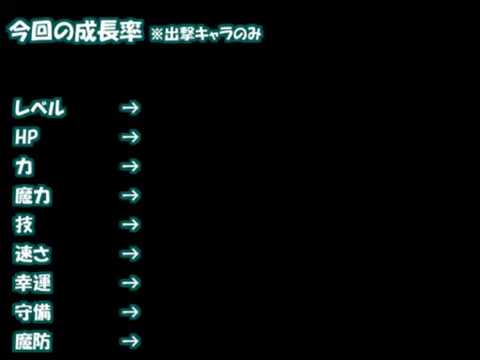 今回の成長率 ※出撃キャラのみ
レベル →
HP →
力 →
魔力 →
技 →
速さ →
幸運 →
守備 →
魔防 →